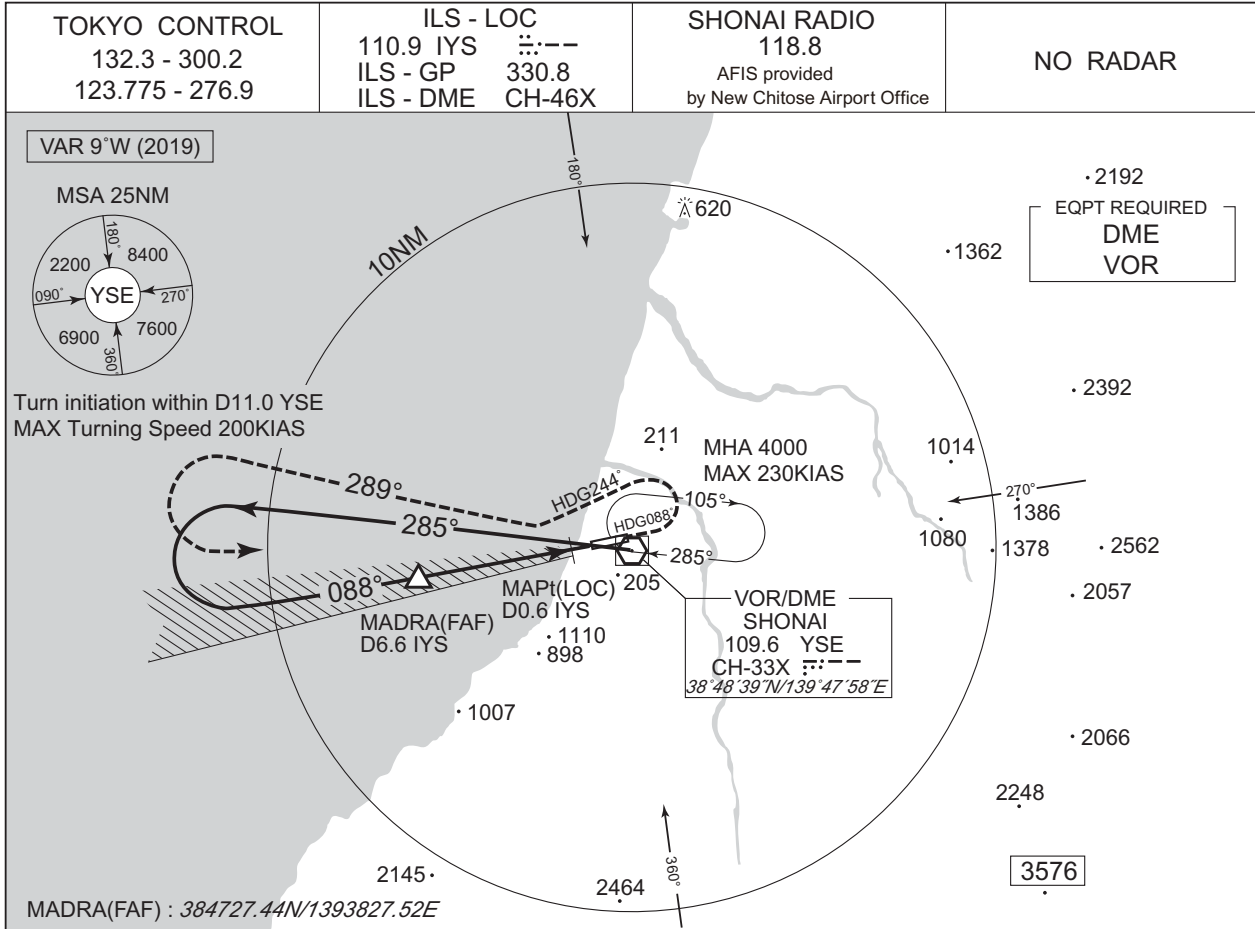 TOKYO CONTROL
132.3 - 300.2
123.775 - 276.9
ILS - LOC
110.9 IYS
ILS - GP 330.8
ILS - DME CH-46X
SHONAI RADIO
118.8
AFIS provided
by New Chitose Airport Office
NO RADAR
VAR 9°W (2019)
MSA 25NM
180°
2200
8400
090°
YSE
270°
6900
7600
360°
Turn initiation within D11.0 YSE
MAX Turning Speed 200KIAS
180°
10NM
620
2192
EQPT REQUIRED
DME
VOR
1362
2392
211
MHA 4000
MAX 230KIAS
1014
289°
HDG244°
105°
270°
1386
285°
HDG088°
1080
1378
2562
285°
088°
MAPt(LOC)
D0.6 IYS
205
2057
MADRA(FAF)
D6.6 IYS
VOR/DME
SHONAI
109.6 YSE
CH-33X
38°48´39˝N/139°47´58˝E
1110
898
1007
2066
2248
2145
2464
360°
3576
MADRA(FAF) : 384727.44N/1393827.52E